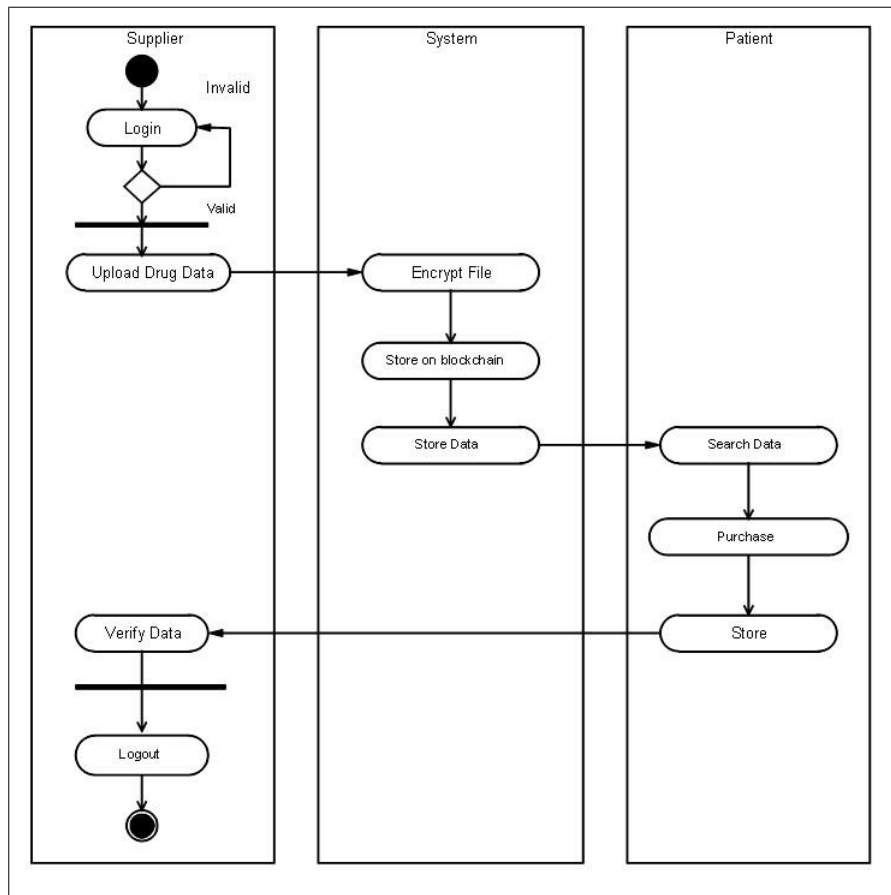 Supplier
System
Patient
Invalid
Login
Valid
Upload Drug Data
Encrypt File
Store on blockchain
Store Data
Search Data
Purchase
Verify Data
Store
Logout